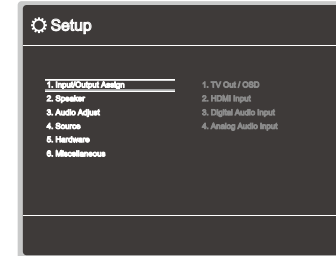 Setup
1. Input/Output Assign
2. Speaker
3. Audio Adjust
4. Source
5. Hardware
6. Miscellaneous
1. TV Out / OSD
2. HDMI Input
3. Digital Audio Input
4. Analog Audio Input